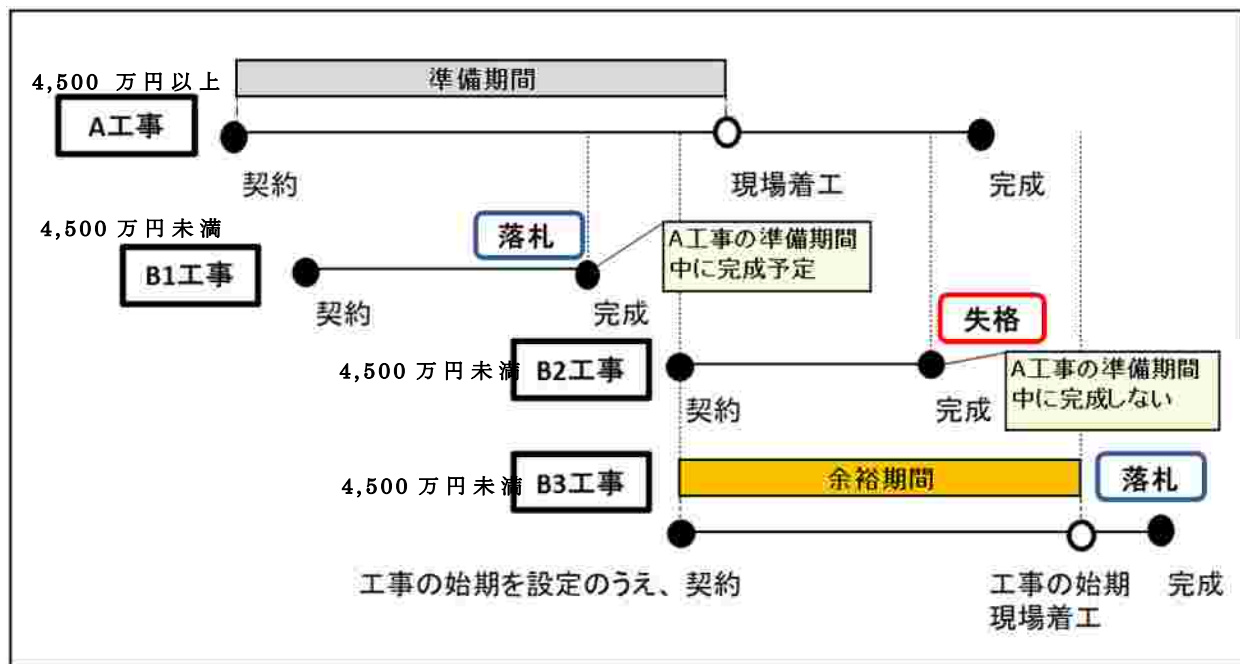 4,500 万円以上
準備期間
A工事
契約
現場着工
完成
4,500 万円未満
落札
A工事の準備期間
中に完成予定
B1工事
契約
完成
失格
4,500 万円未満
B2工事
A工事の準備期間
中に完成しない
契約
完成
4,500 万円未満
B3工事
余裕期間
落札
工事の始期を設定のうえ、契約
工事の始期
現場着工
完成